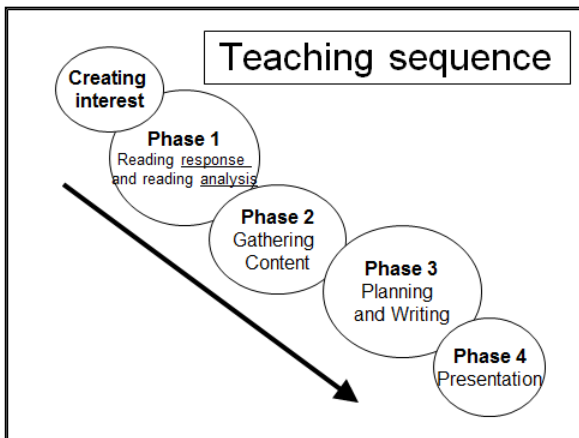 Teaching sequence
Creating
interest
Phase 1
Reading response
and reading analysis
Phase 2
Gathering
Content
Phase 3
Planning
and Writing
Phase 4
Presentation